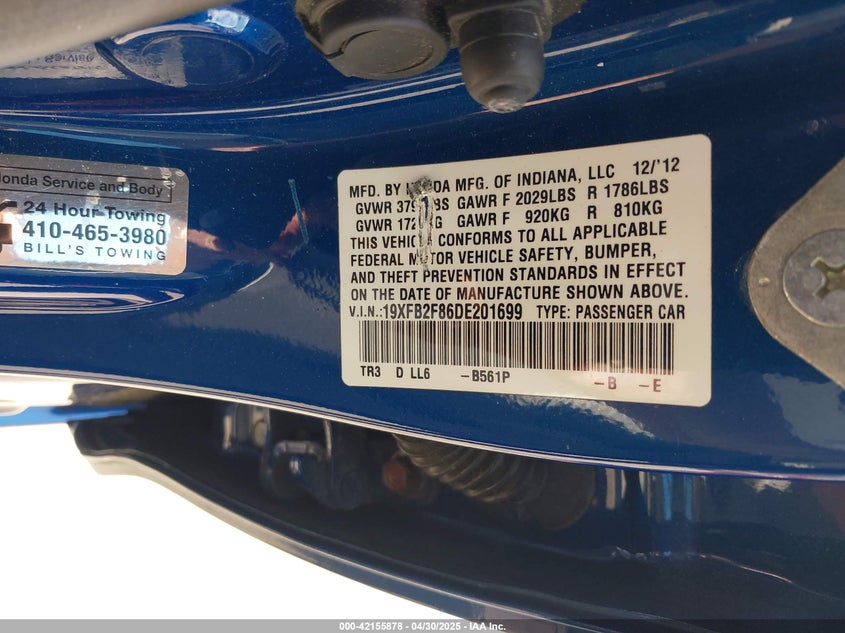 Honda Service and Body
24 Hour Towing
410-465-3980
BILL'S TOWING
MFD. BY HONDA MFG. OF INDIANA, LLC 12/'12
GVWR LBS GAWR F 2029LBS R 1786LBS
GVWR KG GAWR F 920KG R 810KG
THIS VEHICLE CONFORMS TO ALL APPLICABLE
FEDERAL MOTOR VEHICLE SAFETY, BUMPER,
AND THEFT PREVENTION STANDARDS IN EFFECT
ON THE DATE OF MANUFACTURE SHOWN ABOVE.
V.I.N.:19XFB2F86DE201699 TYPE: PASSENGER CAR
TR3 D LL6 -B561P -B -E
000-42155878 - 04/30/2025 - IAA Inc.